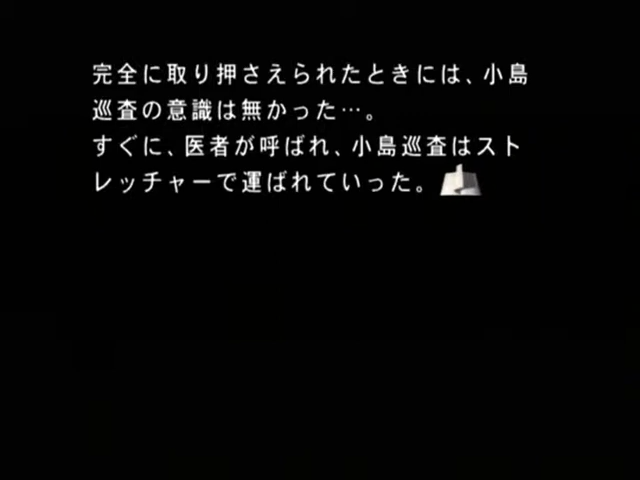 完全に取り押さえられたときには、小島
巡査の意識は無かった…。
すぐに、医者が呼ばれ、小島巡査はスト
レッチャーで運ばれていった。